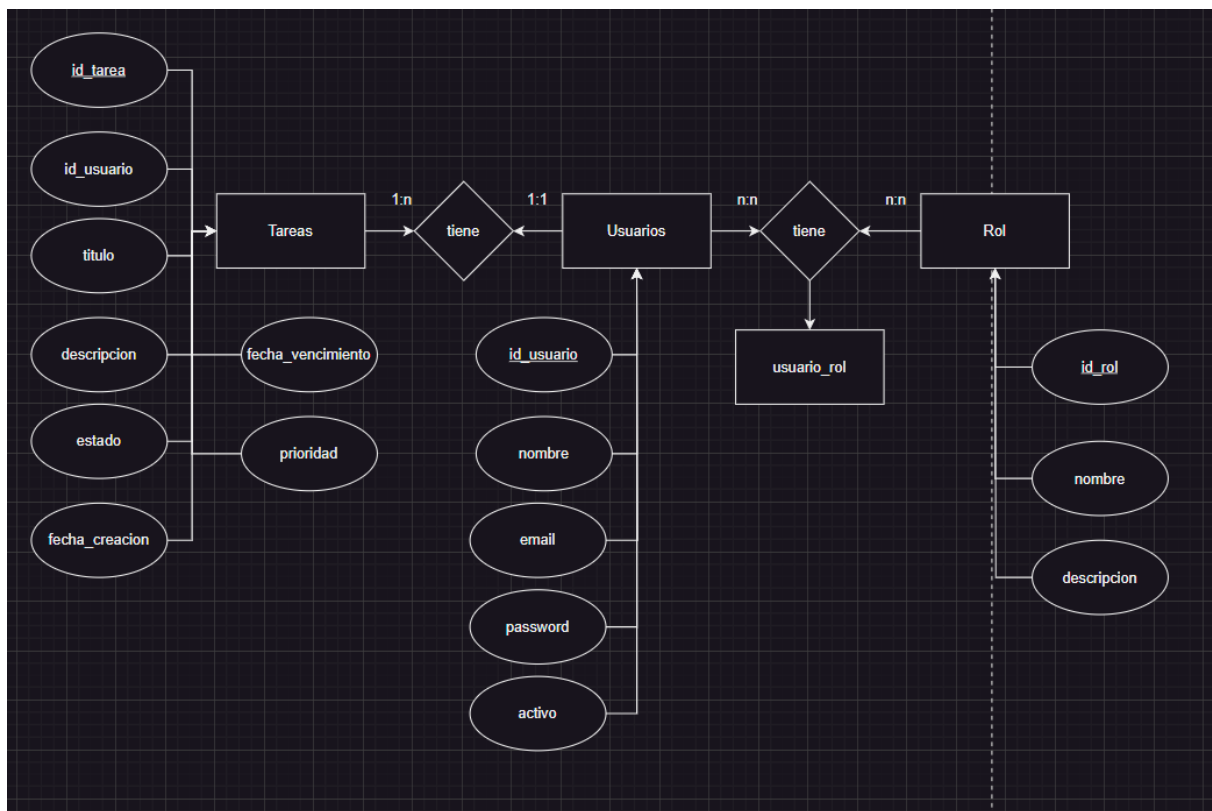 id_tarea
id_usuario
titulo
descripcion
estado
fecha_creacion
fecha_vencimiento
prioridad
Tareas
1:n
tiene
1:1
Usuarios
id_usuario
nombre
email
password
activo
n:n
tiene
n:n
usuario_rol
Rol
id_rol
nombre
descripcion